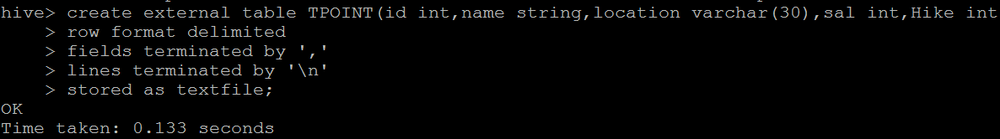 hive> create external table TPOINT(id int,name string,location varchar(30),sal int,Hike int
> row format delimited
> fields terminated by ','
> lines terminated by '\n'
> stored as textfile;
OK
Time taken: 0.133 seconds